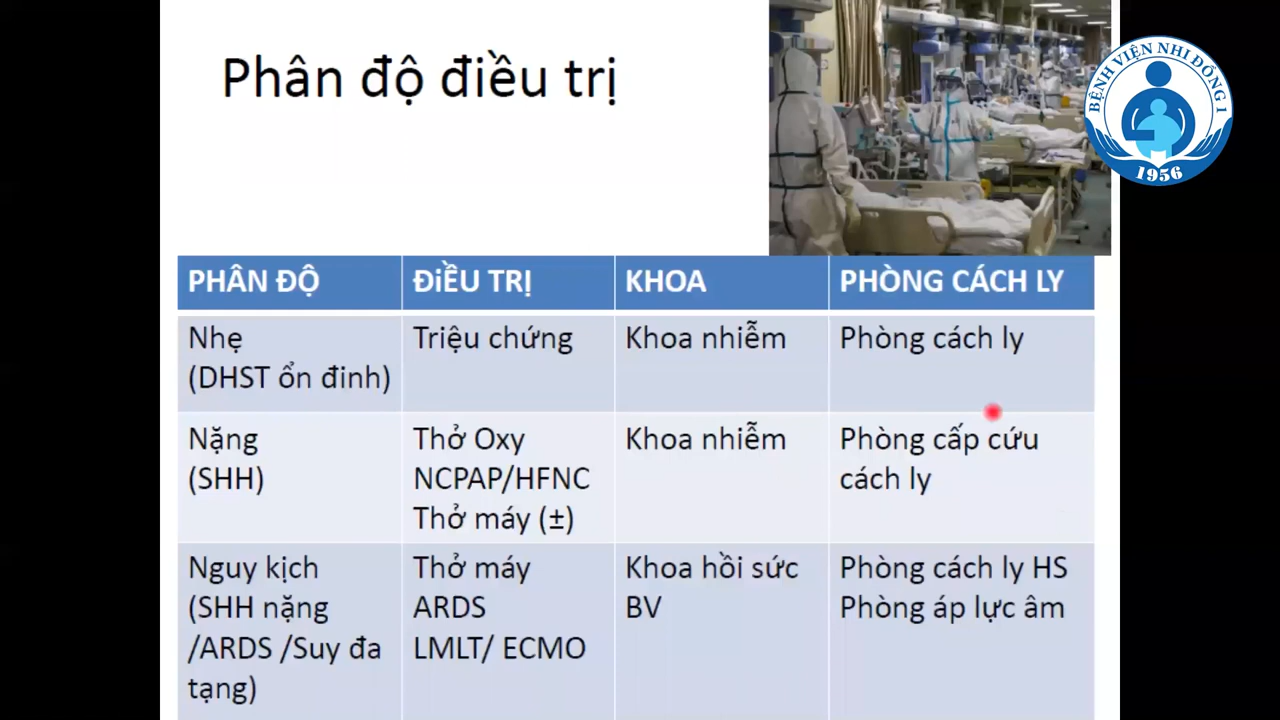 Phân độ điều trị
BỆNH VIỆN NHI ĐỒNG 1
1956
PHÂN ĐỘ
ĐiỀU TRỊ
KHOA
PHÒNG CÁCH LY
Nhẹ
(DHST ổn đinh)
Triệu chứng
Khoa nhiễm
Phòng cách ly
Nặng
(SHH)
Thở Oxy
NCPAP/HFNC
Thở máy (±)
Khoa nhiễm
Phòng cấp cứu
cách ly
Nguy kịch
(SHH nặng
/ARDS /Suy đa
tạng)
Thở máy
ARDS
LMLT/ ECMO
Khoa hồi sức
BV
Phòng cách ly HS
Phòng áp lực âm